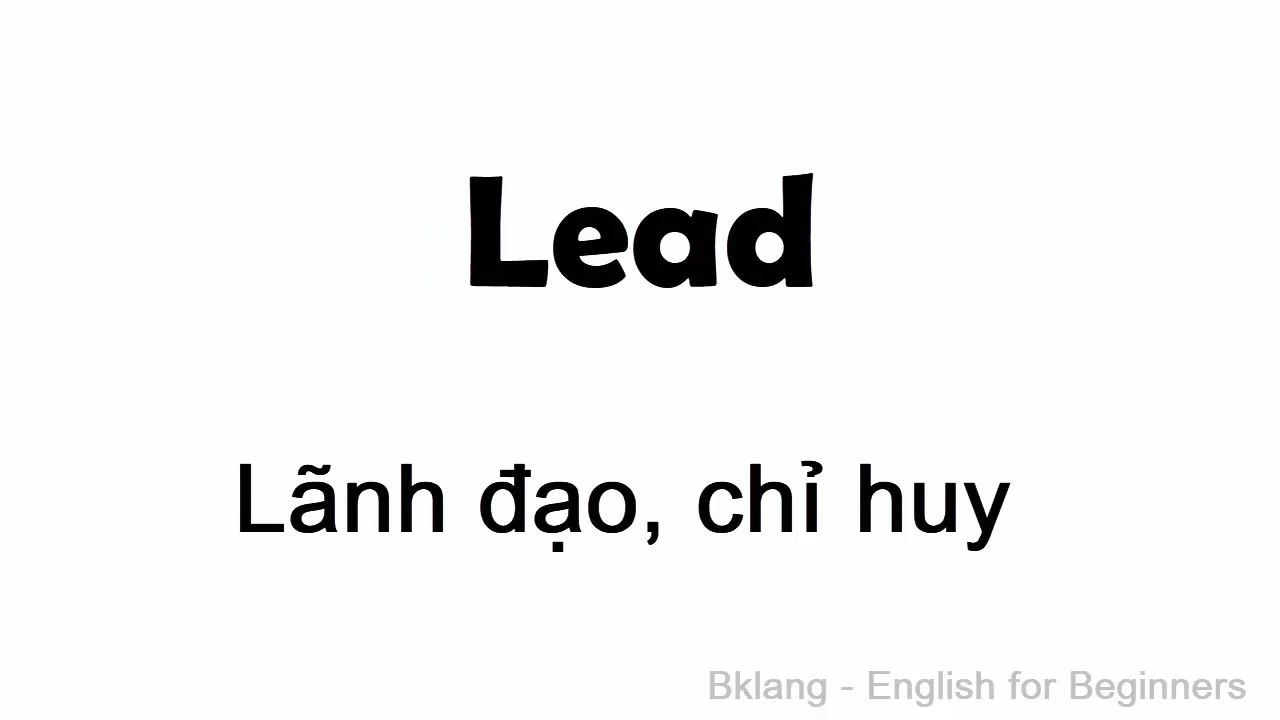 Lead
Lãnh đạo, chỉ huy
Bklang - English for Beginners